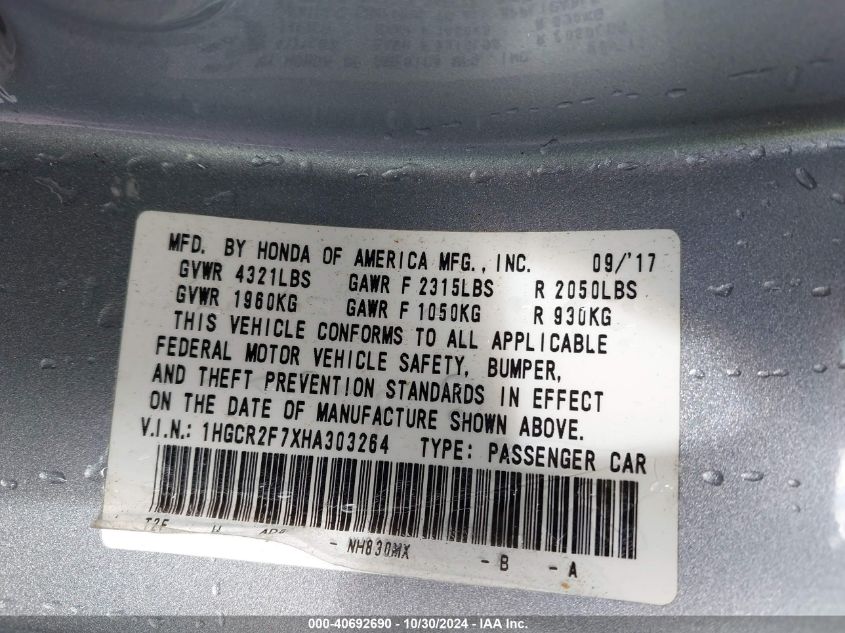 MFD. BY HONDA OF AMERICA MFG., INC. 09/'17
GVWR 4321LBS GAWR F 2315LBS R 2050LBS
GVWR 1960KG GAWR F 1050KG R 930KG
THIS VEHICLE CONFORMS TO ALL APPLICABLE
FEDERAL MOTOR VEHICLE SAFETY, BUMPER,
AND THEFT PREVENTION STANDARDS IN EFFECT
ON THE DATE OF MANUFACTURE SHOWN ABOVE.
V.I.N.: 1HGCR2F7XHA303264 TYPE: PASSENGER CAR
- NH830MX - B - A
000-40692690 - 10/30/2024 - IAA Inc.